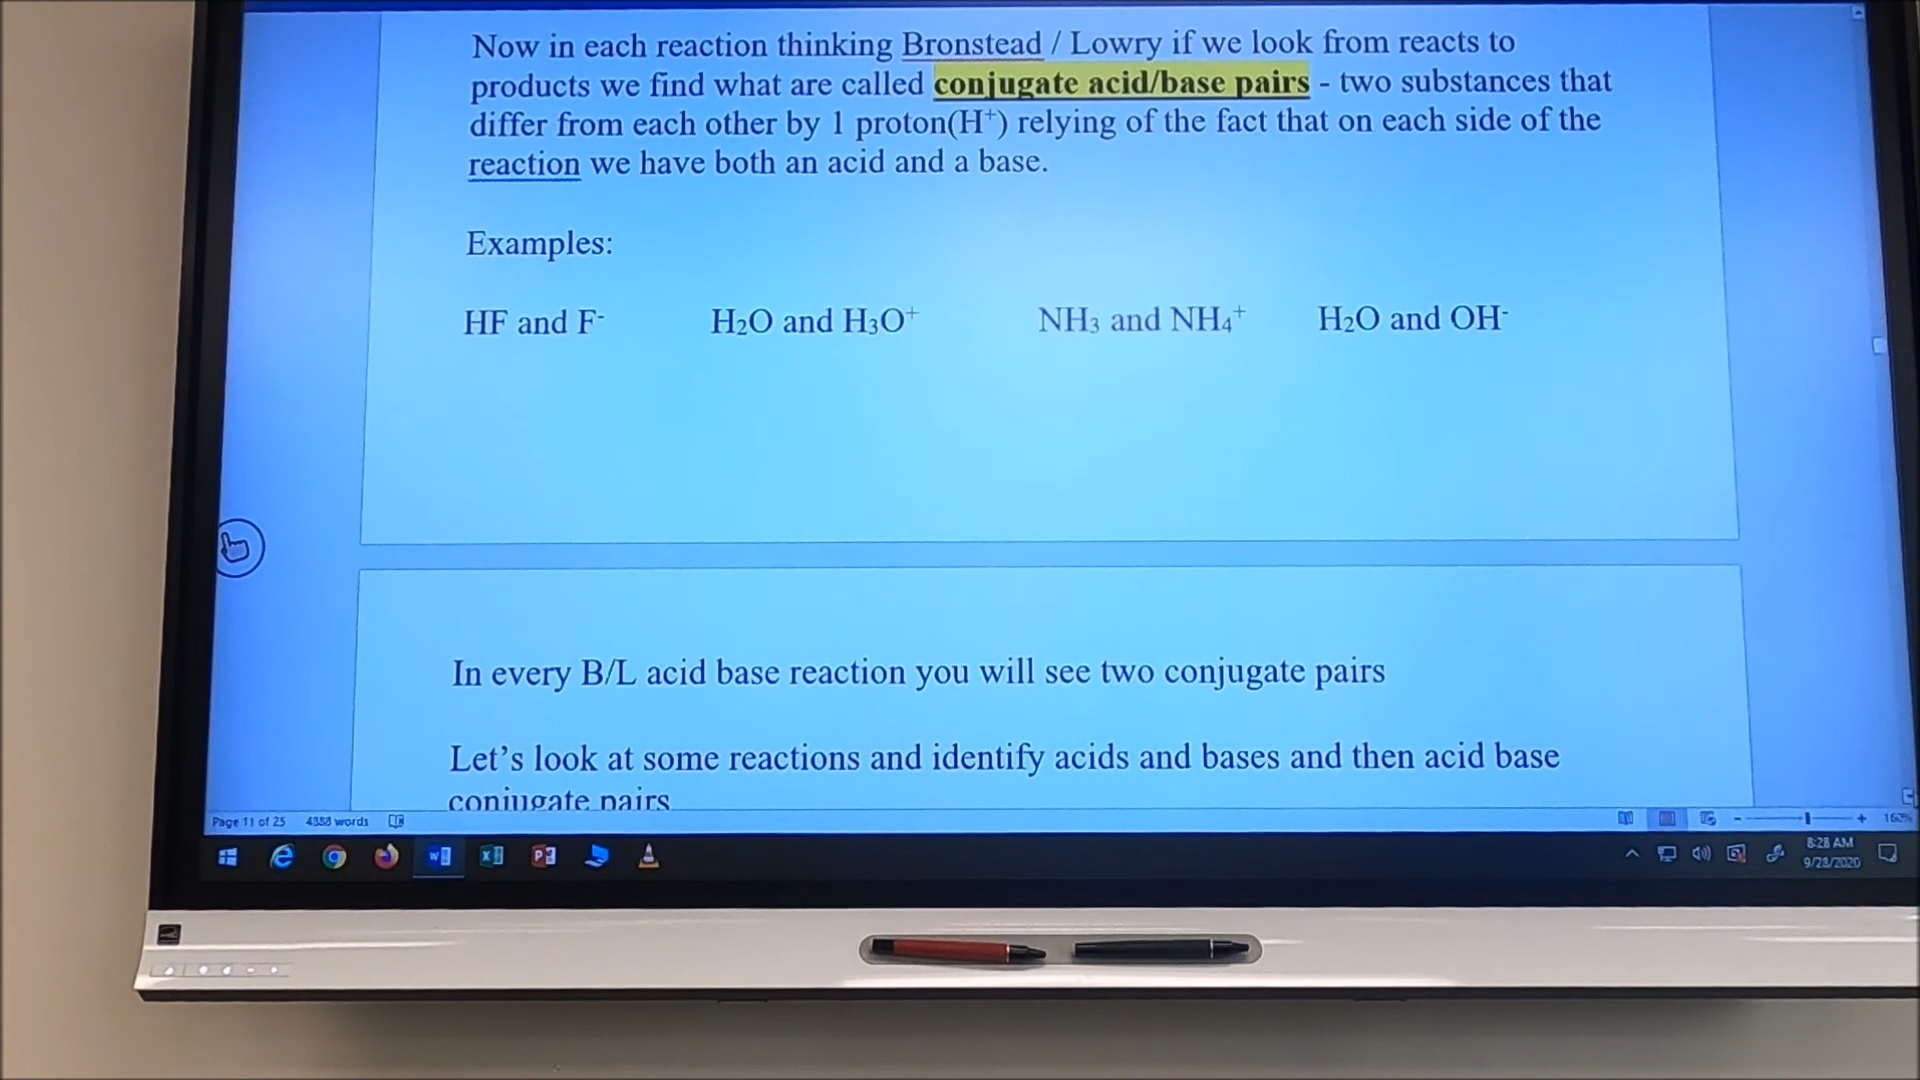 Now in each reaction thinking Bronstead / Lowry if we look from reacts to
products we find what are called conjugate acid/base pairs - two substances that
differ from each other by 1 proton(H⁺) relying of the fact that on each side of the
reaction we have both an acid and a base.
Examples:
HF and F⁻ H₂O and H₃O⁺ NH₃ and NH₄⁺ H₂O and OH⁻
In every B/L acid base reaction you will see two conjugate pairs
Let's look at some reactions and identify acids and bases and then acid base
conjugate pairs
Page 11 of 25 4358 words 160%
8:28 AM
9/28/2020